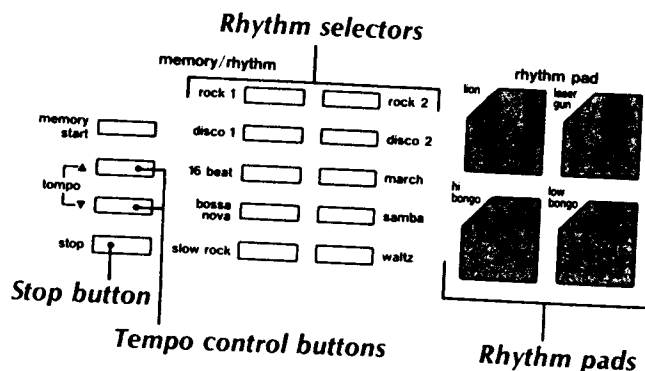 Rhythm selectors
memory/rhythm
rock 1
rock 2
disco 1
disco 2
16 beat
march
bossa
nova
samba
slow rock
waltz
memory
start
▲
tempo
▼
stop
Stop button
Tempo control buttons
rhythm pad
lion
laser
gun
hi
bongo
low
bongo
Rhythm pads